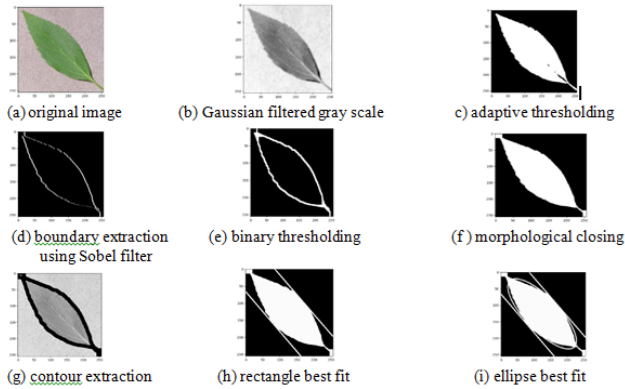 (a) original image
(b) Gaussian filtered gray scale
c) adaptive thresholding
(d) boundary extraction
using Sobel filter
(e) binary thresholding
(f ) morphological closing
(g) contour extraction
(h) rectangle best fit
(i) ellipse best fit